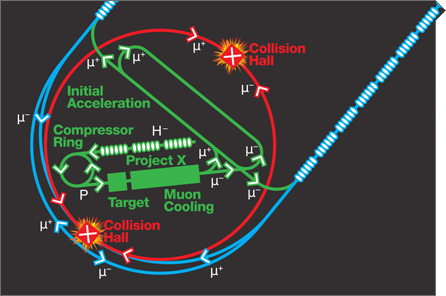 μ⁺
Collision
Hall
μ⁺
μ⁺
μ⁻
Initial
Acceleration
μ⁻
Compressor
Ring
H⁻
Project X
μ⁺
μ⁻
P
Target
Muon
Cooling
μ⁻
μ⁻
μ⁺
Collision
Hall
μ⁻
μ⁺